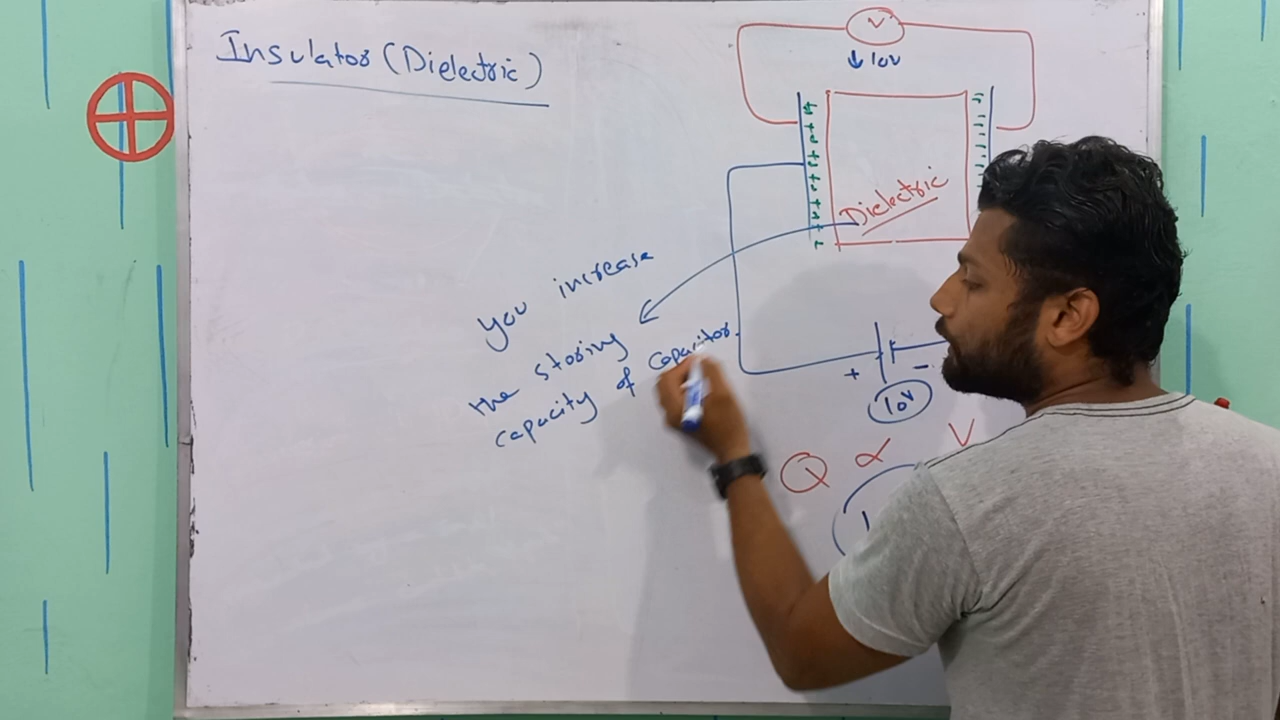 Insulator (Dielectric)
V
↓ 10V
Dielectric
you increase
the storing
capacity of capacitor.
+ -
10V
Q ∝ V